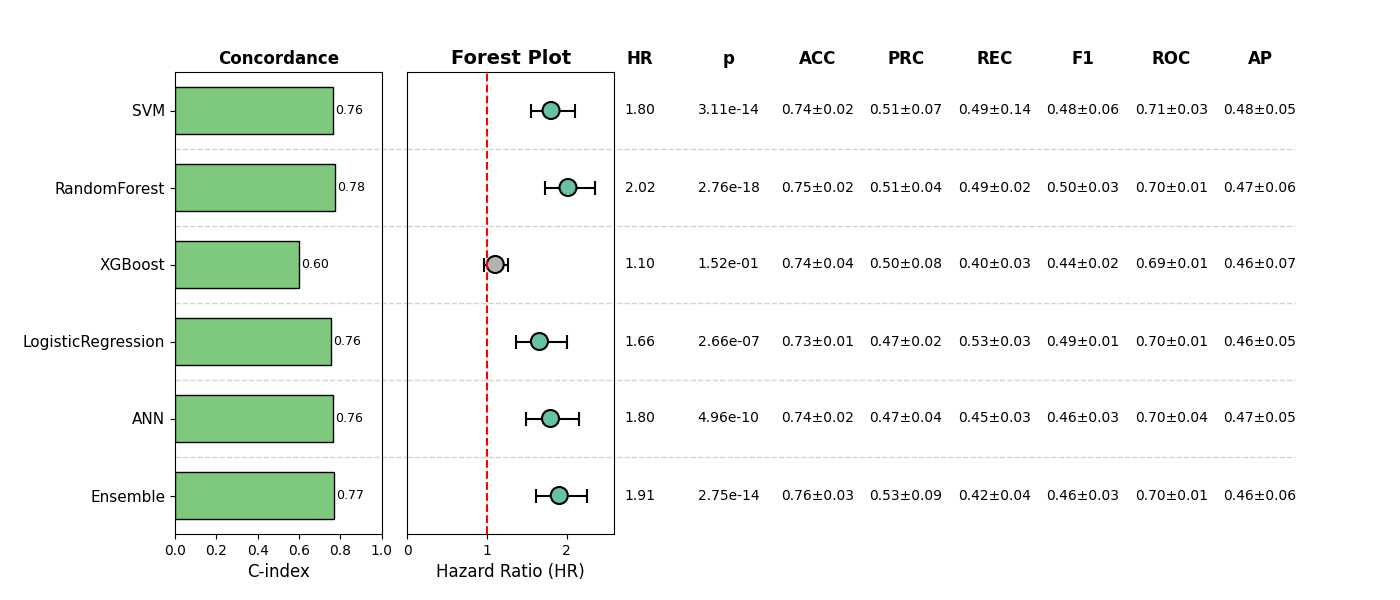 Concordance Forest Plot HR p ACC PRC REC F1 ROC AP
SVM 0.76 1.80 3.11e-14 0.74±0.02 0.51±0.07 0.49±0.14 0.48±0.06 0.71±0.03 0.48±0.05
RandomForest 0.78 2.02 2.76e-18 0.75±0.02 0.51±0.04 0.49±0.02 0.50±0.03 0.70±0.01 0.47±0.06
XGBoost 0.60 1.10 1.52e-01 0.74±0.04 0.50±0.08 0.40±0.03 0.44±0.02 0.69±0.01 0.46±0.07
LogisticRegression 0.76 1.66 2.66e-07 0.73±0.01 0.47±0.02 0.53±0.03 0.49±0.01 0.70±0.01 0.46±0.05
ANN 0.76 1.80 4.96e-10 0.74±0.02 0.47±0.04 0.45±0.03 0.46±0.03 0.70±0.04 0.47±0.05
Ensemble 0.77 1.91 2.75e-14 0.76±0.03 0.53±0.09 0.42±0.04 0.46±0.03 0.70±0.01 0.46±0.06
0.0 0.2 0.4 0.6 0.8 1.0 0 1 2
C-index Hazard Ratio (HR)